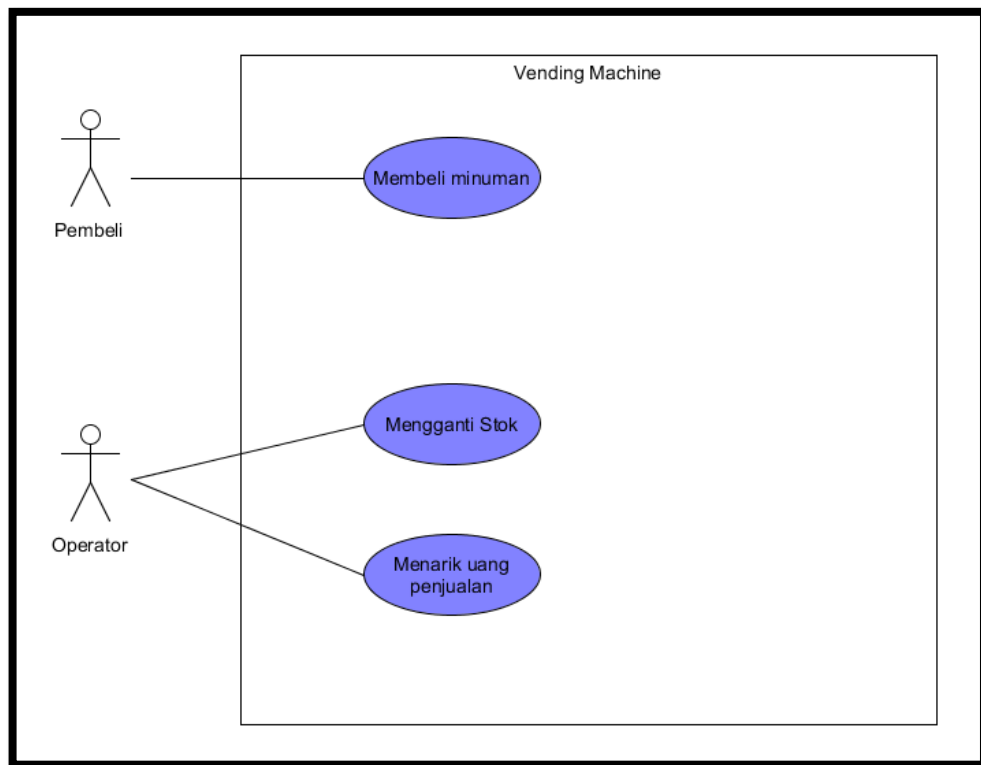 Vending Machine
Membeli minuman
Pembeli
Mengganti Stok
Operator
Menarik uang
penjualan